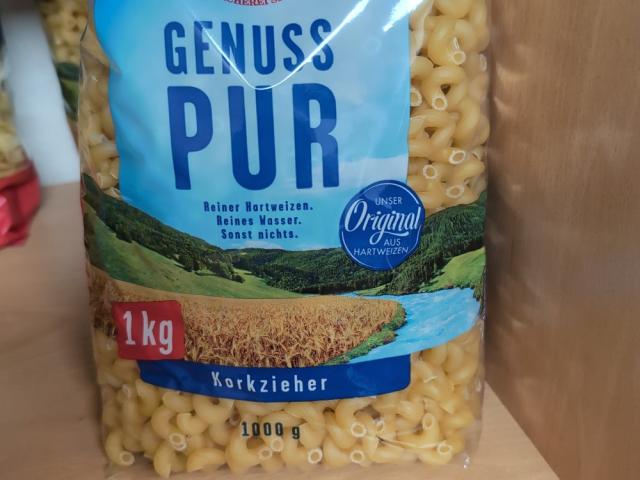 GENUSS
PUR
Reiner Hartweizen.
Reines Wasser.
Sonst nichts.
UNSER
Original
AUS
HARTWEIZEN
1kg
Korkzieher
1000 g